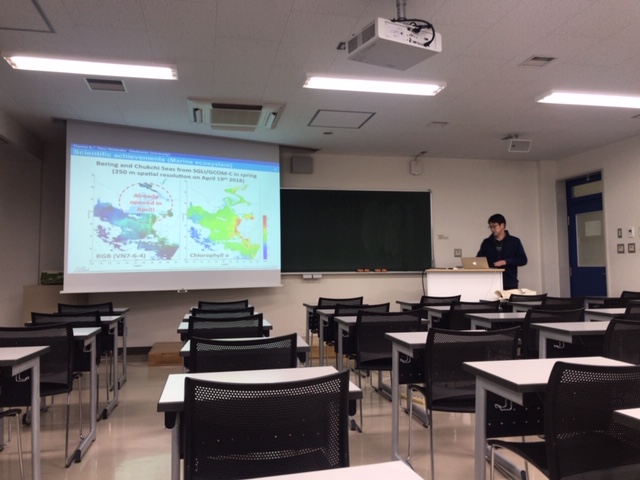 Scientific achievements (Marine ecosystem)
Bering and Chukchi Seas from SGLI/GCOM-C in spring
(250 m spatial resolution on April 19th 2018)
Already
opened in
April!
RGB (VN7-6-4)
Chlorophyll a